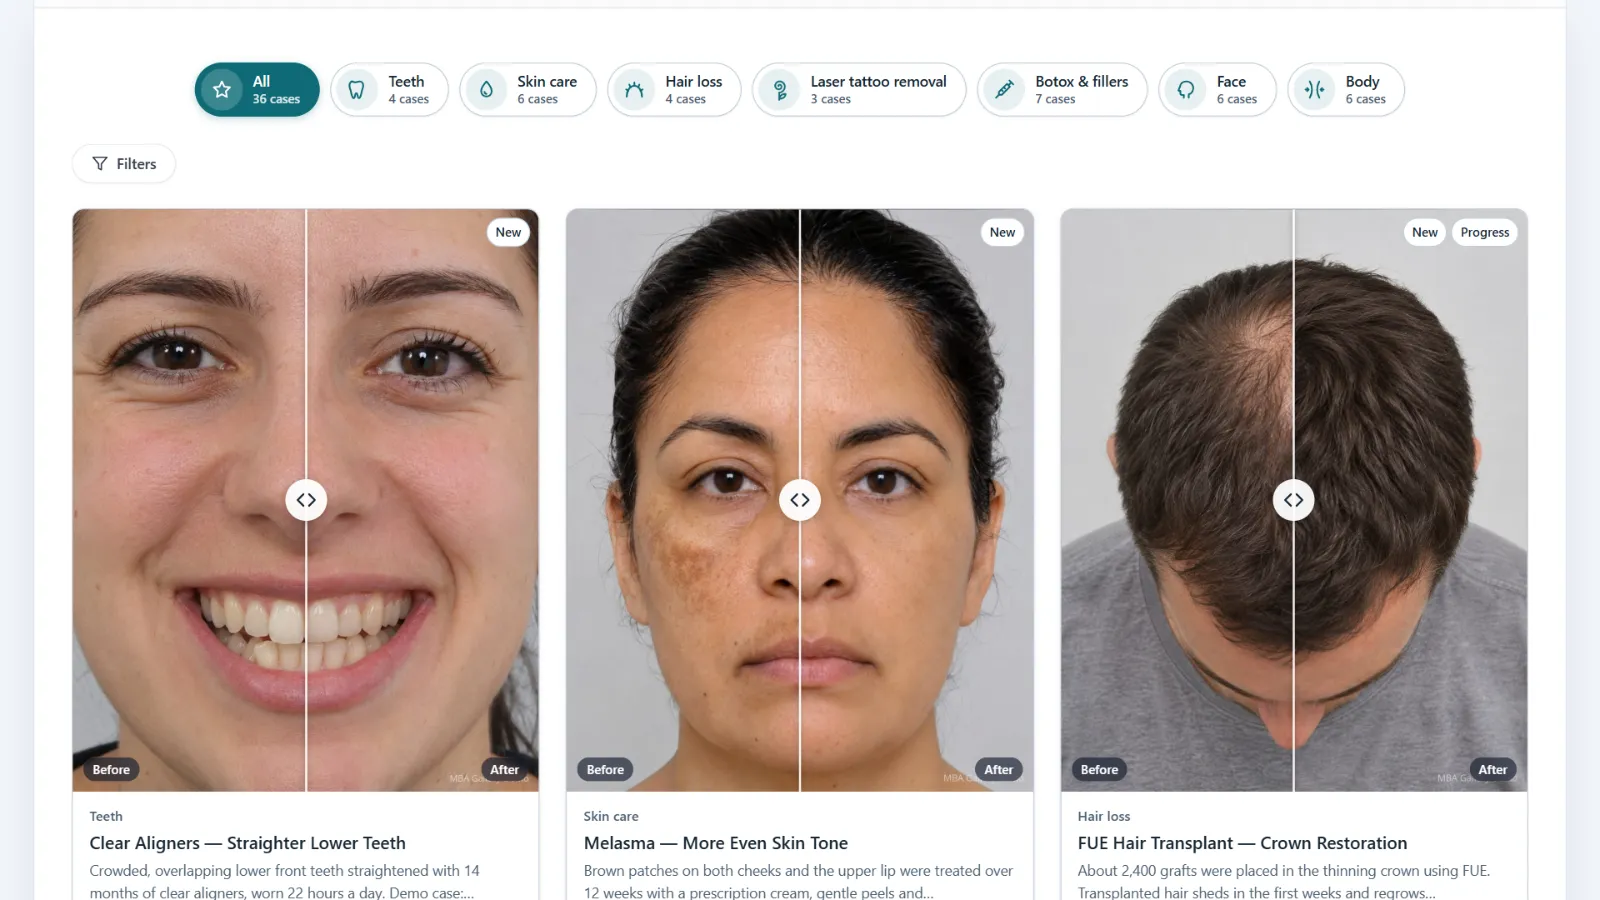 All
36 cases
Teeth
4 cases
Skin care
6 cases
Hair loss
4 cases
Laser tattoo removal
3 cases
Botox & fillers
7 cases
Face
6 cases
Body
6 cases
Filters
New
New
New
Progress
Before
MBA
After
Before
MBA
After
Before
MBA
After
Teeth
Clear Aligners — Straighter Lower Teeth
Crowded, overlapping lower front teeth straightened with 14
months of clear aligners, worn 22 hours a day. Demo case:...
Skin care
Melasma — More Even Skin Tone
Brown patches on both cheeks and the upper lip were treated over
12 weeks with a prescription cream, gentle peels and...
Hair loss
FUE Hair Transplant — Crown Restoration
About 2,400 grafts were placed in the thinning crown using FUE.
Transplanted hair sheds in the first weeks and regrows...